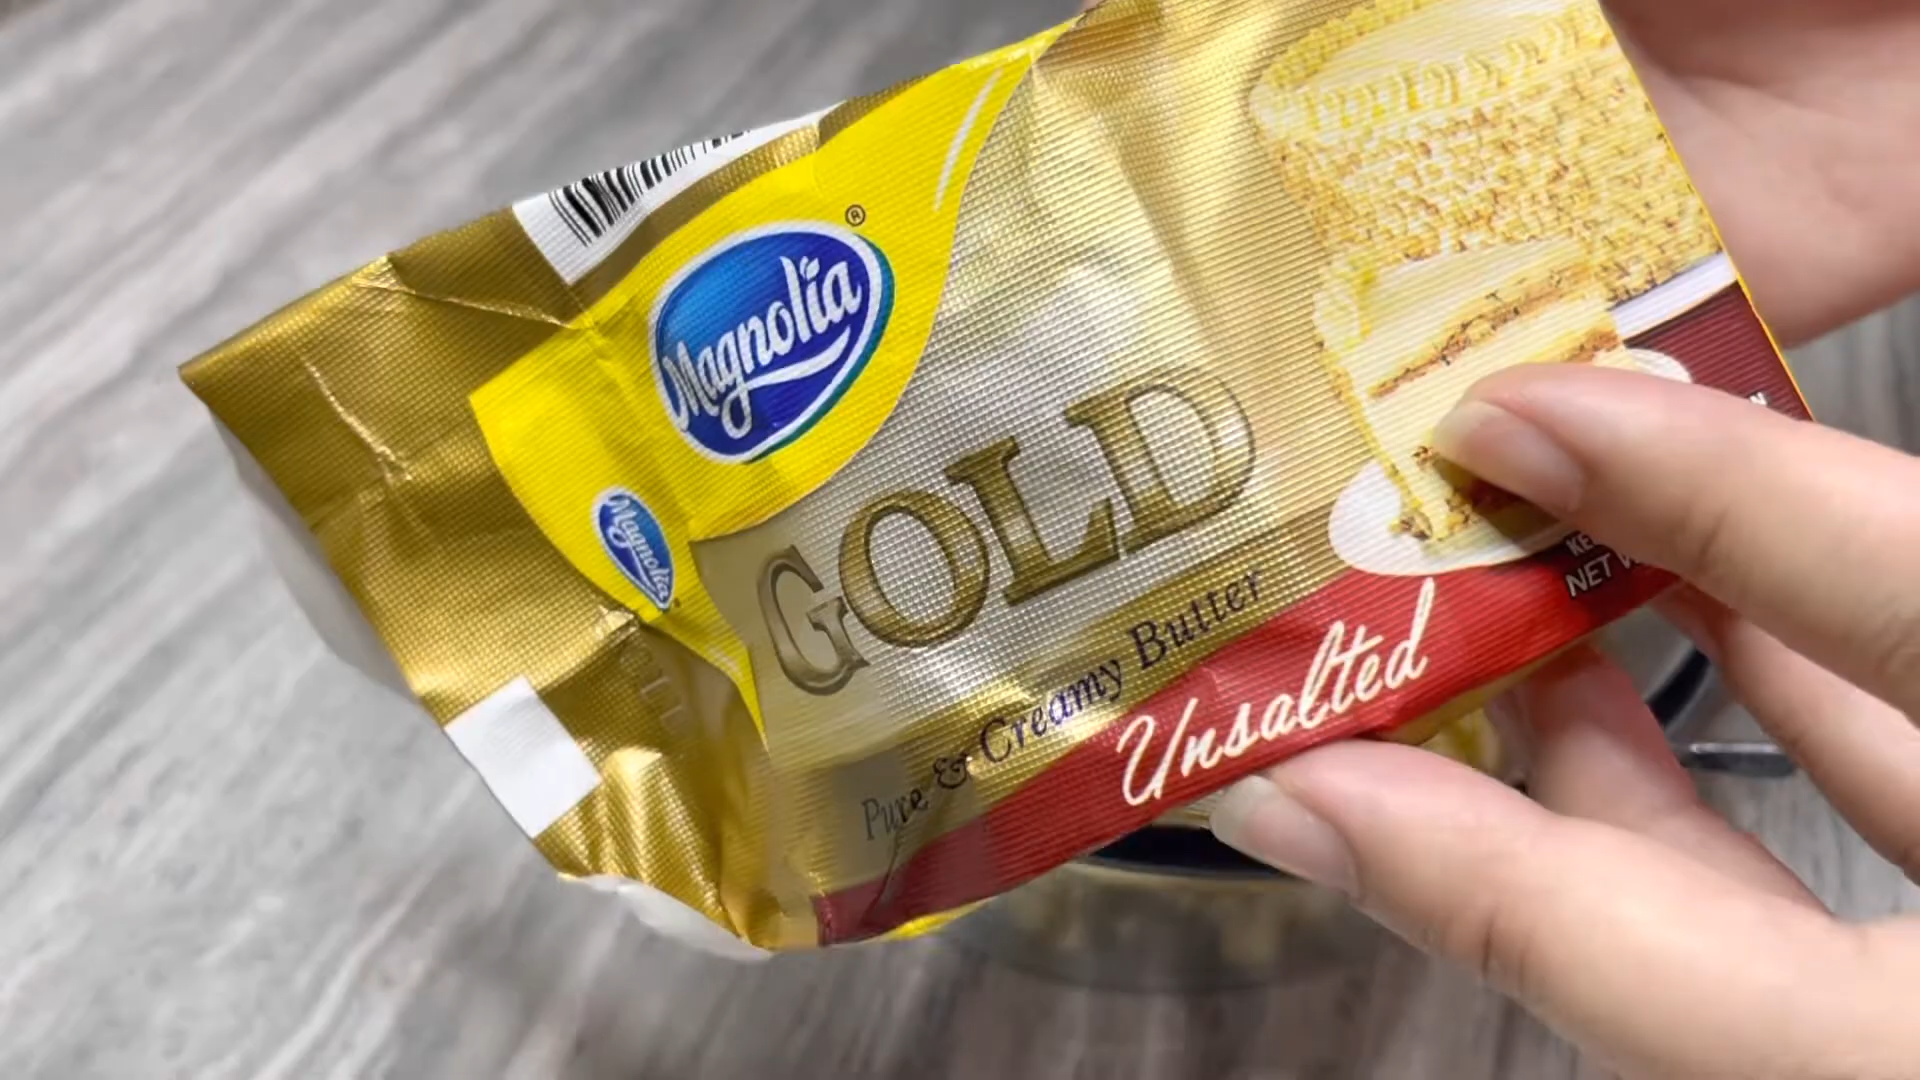 Magnolia
®
Magnolia
GOLD
Pure & Creamy Butter
Unsalted
NET